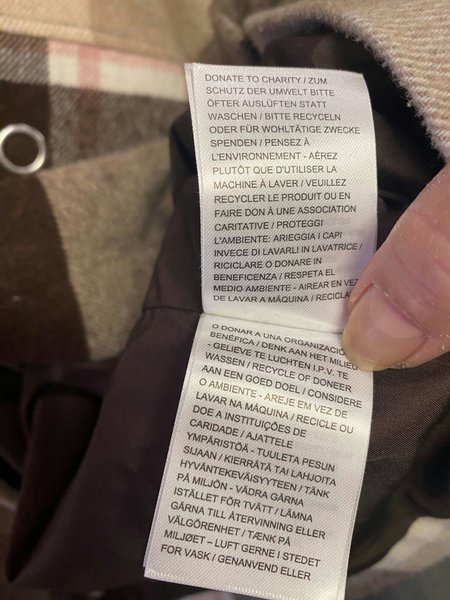 DONATE TO CHARITY / ZUM
SCHUTZ DER UMWELT BITTE
ÖFTER AUSLÜFTEN STATT
WASCHEN / BITTE RECYCELN
ODER FÜR WOHLTÄTIGE ZWECKE
SPENDEN / PENSEZ À
L'ENVIRONNEMENT - AÉREZ
PLUTÔT QUE D'UTILISER LA
MACHINE À LAVER / VEUILLEZ
RECYCLER LE PRODUIT OU EN
FAIRE DON À UNE ASSOCIATION
CARITATIVE / PROTEGGI
L'AMBIENTE: ARIEGGIA I CAPI
INVECE DI LAVARLI IN LAVATRICE /
RICICLARE O DONARE IN
BENEFICENZA / RESPETA EL
MEDIO AMBIENTE - AIREAR EN VEZ
DE LAVAR A MÁQUINA / RECICLA
O DONAR A UNA ORGANIZACIÓ
BENÉFICA / DENK AAN HET MILIEU
- GELIEVE TE LUCHTEN I.P.V. TE
WASSEN / RECYCLE OF DONEER
AAN EEN GOED DOEL / CONSIDERE
O AMBIENTE - AREJE EM VEZ DE
LAVAR NA MÁQUINA / RECICLE OU
DOE A INSTITUIÇÕES DE
CARIDADE / AJATTELE
YMPÄRISTÖÄ - TUULETA PESUN
SIJAAN / KIERRÄTÄ TAI LAHJOITA
HYVÄNTEKEVÄISYYTEEN / TÄNK
PÅ MILJÖN - VÄDRA GÄRNA
ISTÄLLET FÖR TVÄTT / LÄMNA
GÄRNA TILL ÅTERVINNING ELLER
VÄLGÖRENHET / TÆNK PÅ
MILJØET – LUFT GERNE I STEDET
FOR VASK / GENANVEND ELLER